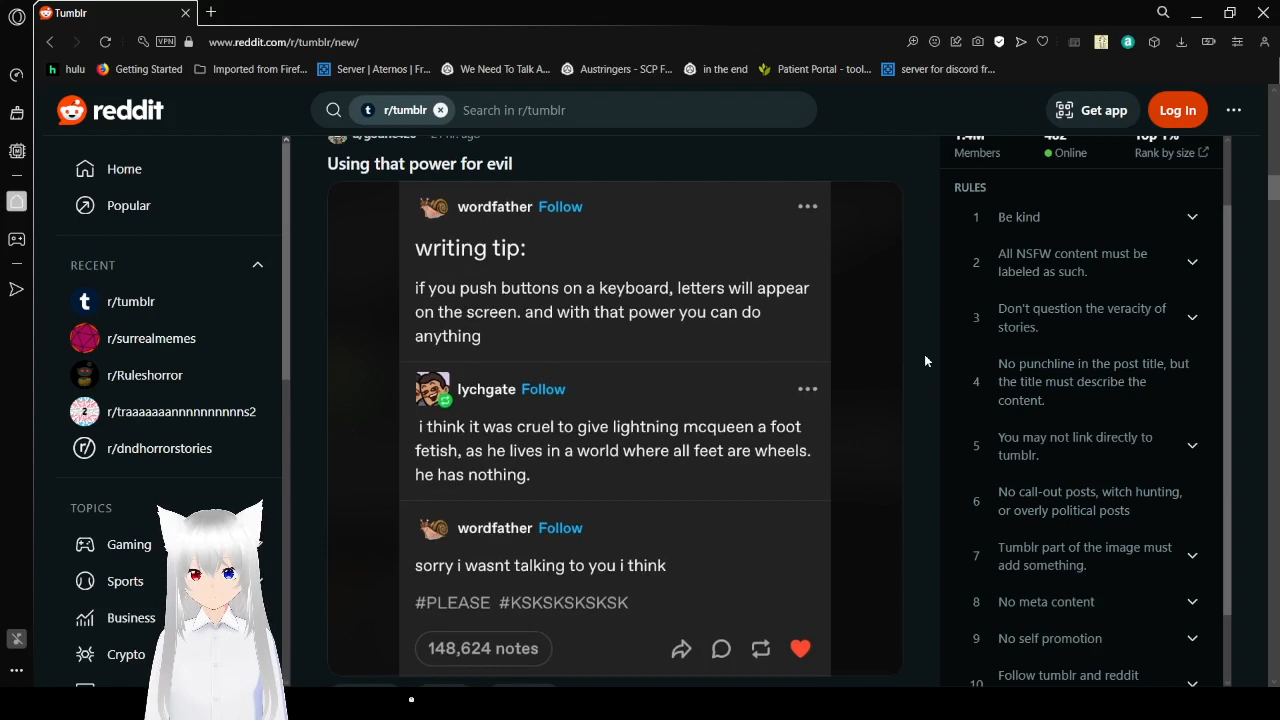 Tumblr
VPN
www.reddit.com/r/tumblr/new/
hulu
Getting Started
Imported from Firef...
Server | Aternos | Fr...
We Need To Talk A...
Austringers - SCP F...
in the end
Patient Portal - tool...
server for discord fr...
reddit
r/tumblr
Search in r/tumblr
Get app
Log In
Home
Popular
RECENT
r/tumblr
r/surrealmemes
r/Ruleshorror
r/traaaaaaannnnnnnnnns2
r/dndhorrorstories
TOPICS
Gaming
Sports
Business
Crypto
Using that power for evil
wordfather Follow
writing tip:
if you push buttons on a keyboard, letters will appear
on the screen. and with that power you can do
anything
lychgate Follow
i think it was cruel to give lightning mcqueen a foot
fetish, as he lives in a world where all feet are wheels.
he has nothing.
wordfather Follow
sorry i wasnt talking to you i think
#PLEASE #KSKSKSKSKSK
148,624 notes
Members
Online
Rank by size
RULES
1 Be kind
2 All NSFW content must be
labeled as such.
3 Don't question the veracity of
stories.
4 No punchline in the post title, but
the title must describe the
content.
5 You may not link directly to
tumblr.
6 No call-out posts, witch hunting,
or overly political posts
7 Tumblr part of the image must
add something.
8 No meta content
9 No self promotion
10 Follow tumblr and reddit